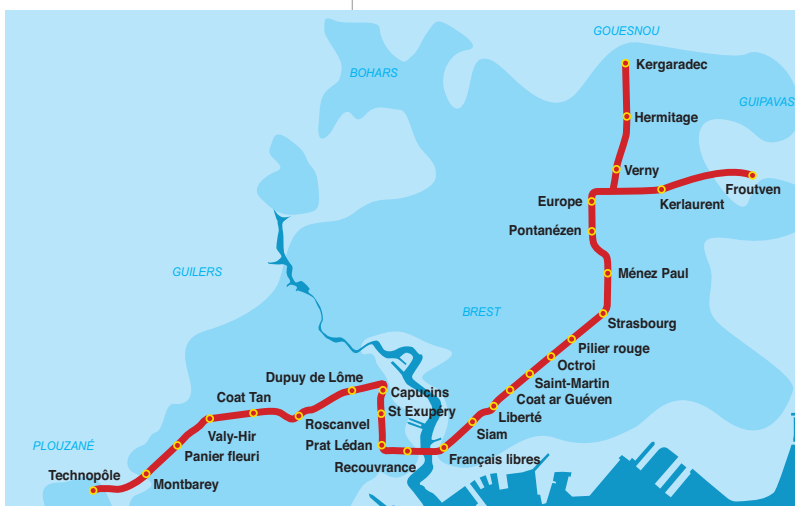 GOUESNOU
BOHARS
Kergaradec
GUIPAVAS
Hermitage
Verny
Froutven
Kerlaurent
Europe
Pontanézen
GUILERS
Ménez Paul
BREST
Strasbourg
Pilier rouge
Octroi
Saint-Martin
Dupuy de Lôme
Capucins
Coat Tan
Coat ar Guéven
St Exupéry
Liberté
Roscanvel
Siam
Valy-Hir
PLOUZANÉ
Prat Lédan
Panier fleuri
Français libres
Recouvrance
Technopôle
Montbarey